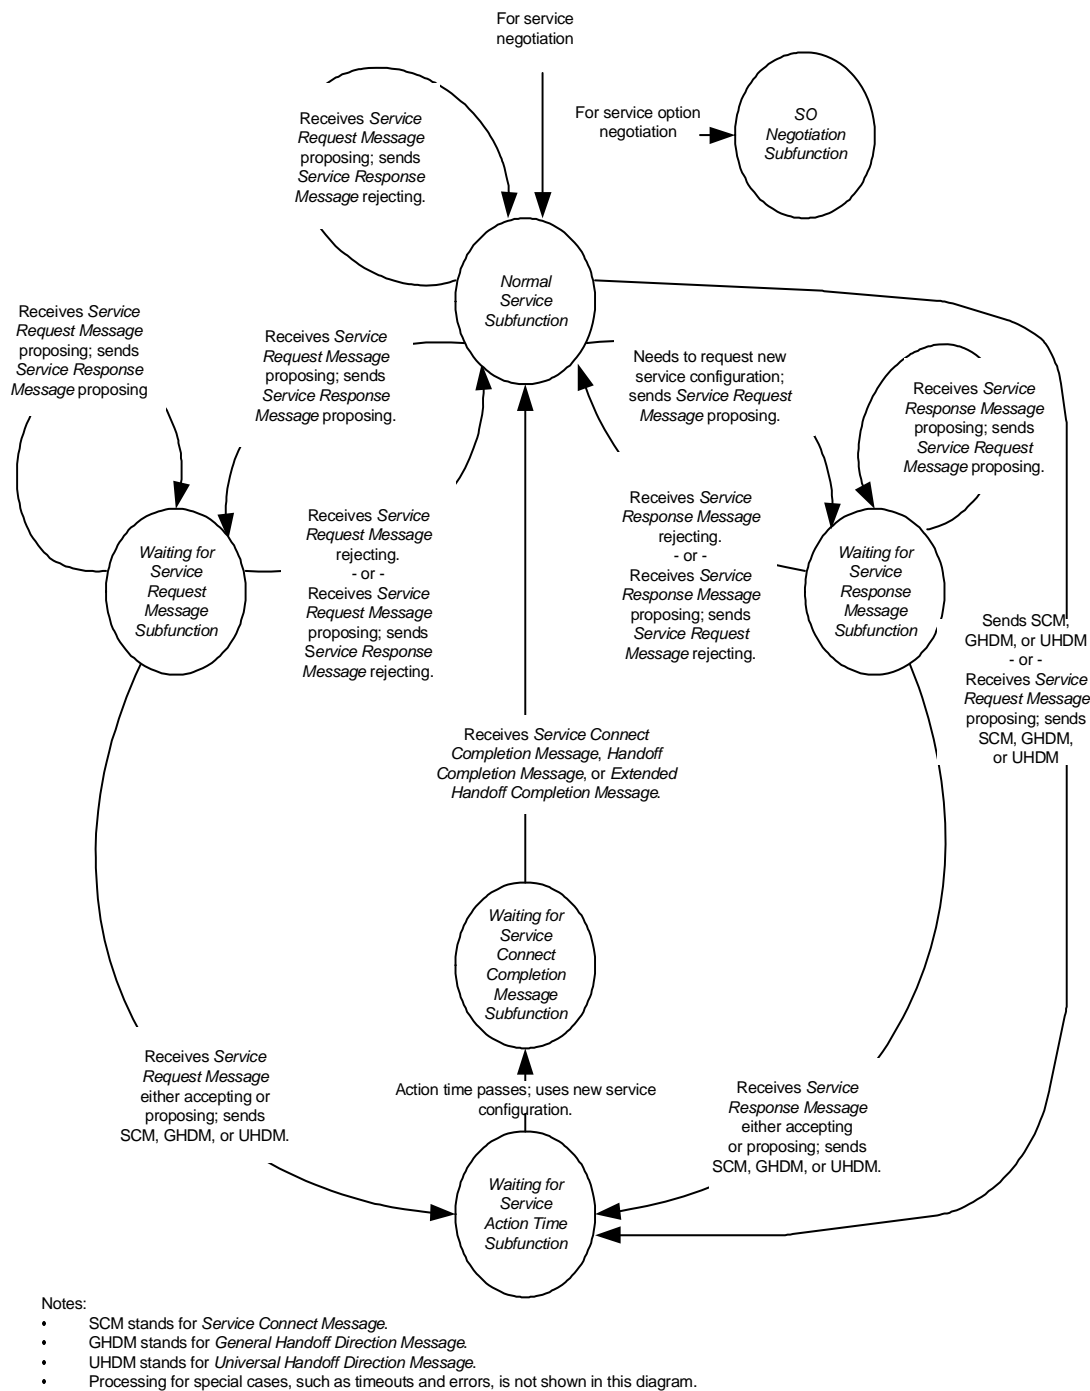 For service
negotiation
For service option
negotiation
SO
Negotiation
Subfunction
Receives Service
Request Message
proposing; sends
Service Response
Message rejecting.
Normal
Service
Subfunction
Receives Service
Request Message
proposing; sends
Service Response
Message proposing
Receives Service
Request Message
proposing; sends
Service Response
Message proposing.
Needs to request new
service configuration;
sends Service Request
Message proposing.
Receives Service
Response Message
proposing; sends
Service Request
Message proposing.
Waiting for
Service
Request
Message
Subfunction
Receives Service
Request Message
rejecting.
- or -
Receives Service
Request Message
proposing; sends
Service Response
Message rejecting.
Receives Service
Response Message
rejecting.
- or -
Receives Service
Response Message
proposing; sends
Service Request
Message rejecting.
Waiting for
Service
Response
Message
Subfunction
Sends SCM,
GHDM, or UHDM
- or -
Receives Service
Request Message
proposing; sends
SCM, GHDM,
or UHDM
Receives Service Connect
Completion Message, Handoff
Completion Message, or Extended
Handoff Completion Message.
Waiting for
Service
Connect
Completion
Message
Subfunction
Receives Service
Request Message
either accepting or
proposing; sends
SCM, GHDM, or UHDM.
Action time passes; uses new service
configuration.
Receives Service
Response Message
either accepting
or proposing; sends
SCM, GHDM, or UHDM.
Waiting for
Service
Action Time
Subfunction
Notes:
• SCM stands for Service Connect Message.
• GHDM stands for General Handoff Direction Message.
• UHDM stands for Universal Handoff Direction Message.
• Processing for special cases, such as timeouts and errors, is not shown in this diagram.